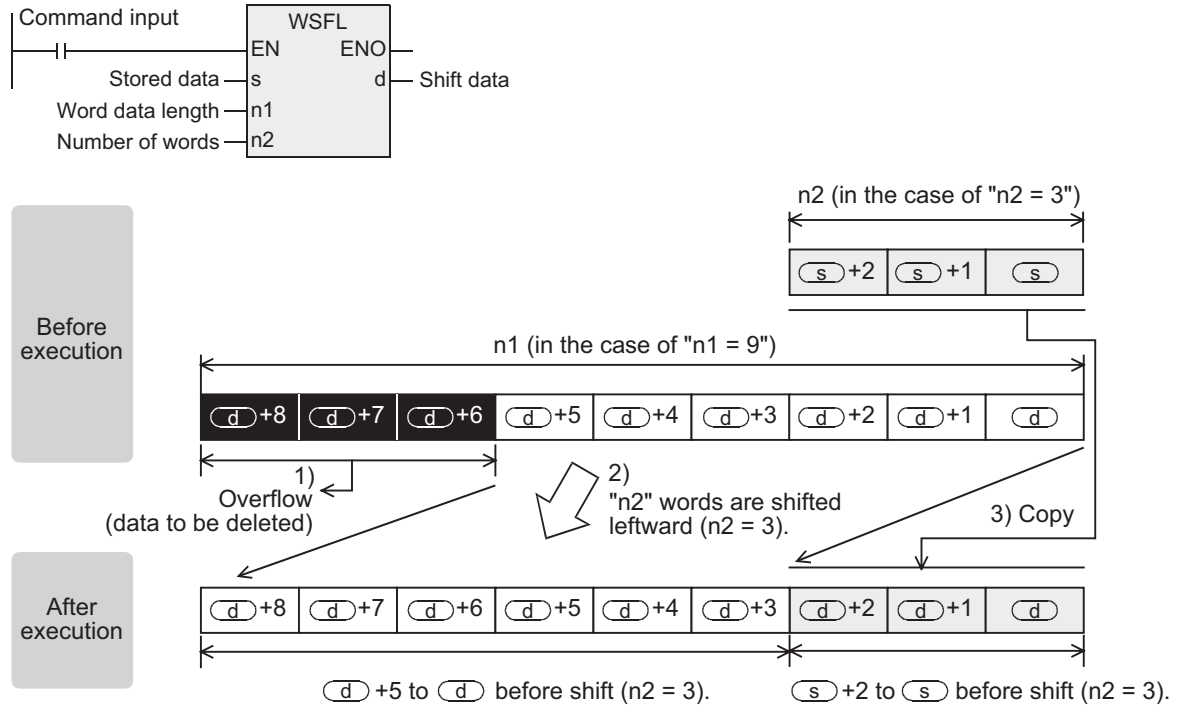 Command input
WSFL
EN ENO
Stored data s d Shift data
Word data length n1
Number of words n2
n2 (in the case of "n2 = 3")
s +2 s +1 s
Before
execution
n1 (in the case of "n1 = 9")
d +8 d +7 d +6 d +5 d +4 d +3 d +2 d +1 d
1)
Overflow
(data to be deleted)
2)
"n2" words are shifted
leftward (n2 = 3).
3) Copy
After
execution
d +8 d +7 d +6 d +5 d +4 d +3 d +2 d +1 d
d +5 to d before shift (n2 = 3).
s +2 to s before shift (n2 = 3).